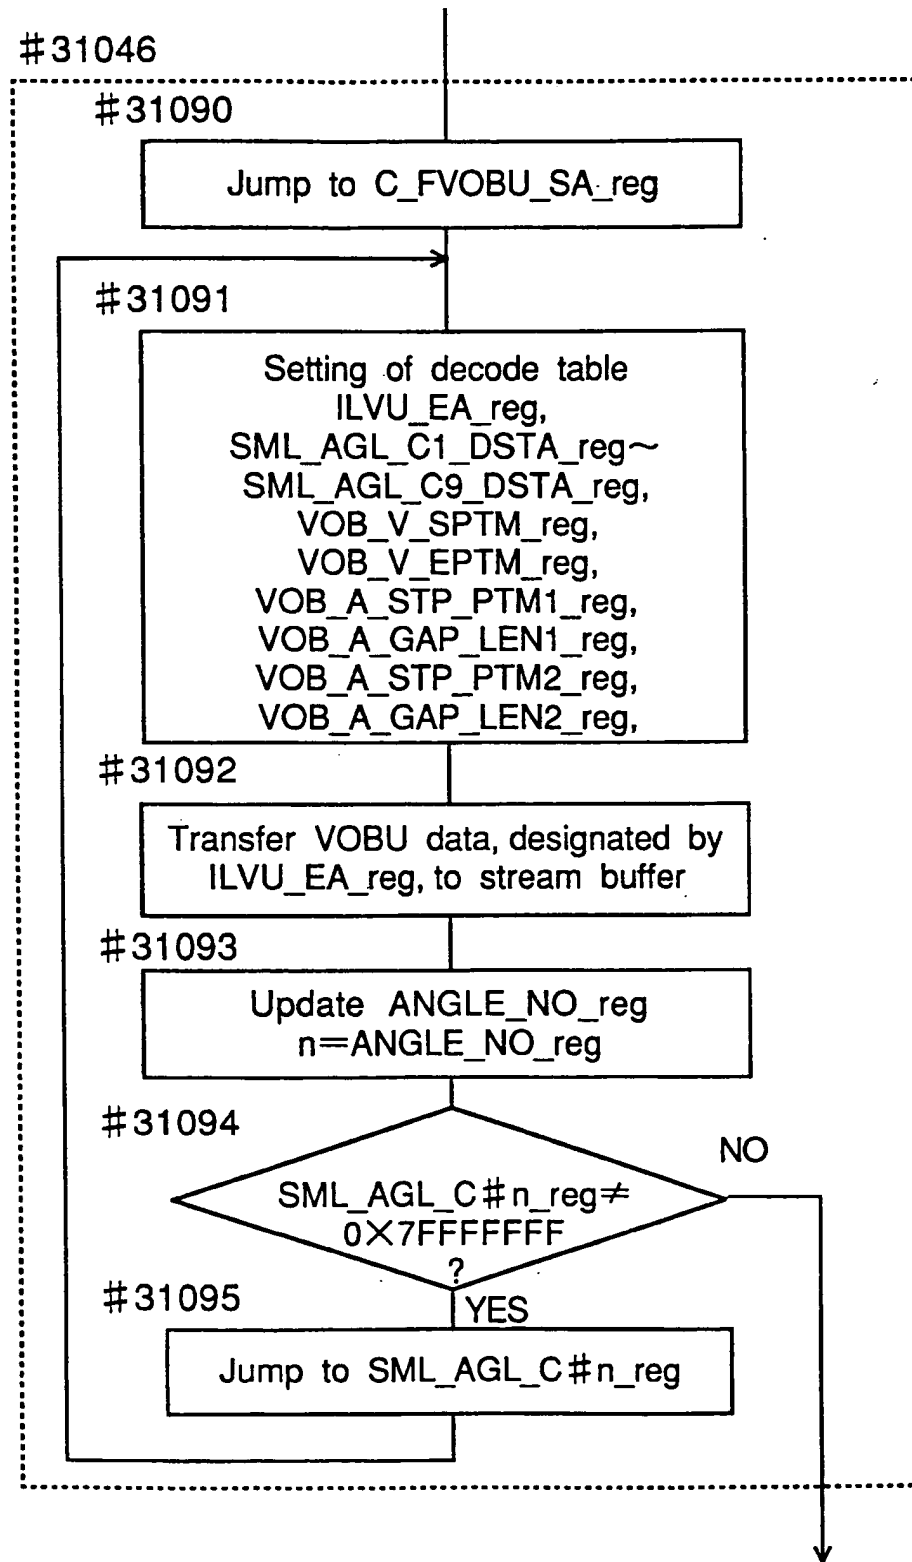 #31046
#31090
Jump to C_FVOBU_SA_reg
#31091
Setting of decode table
ILVU_EA_reg,
SML_AGL_C1_DSTA_reg~
SML_AGL_C9_DSTA_reg,
VOB_V_SPTM_reg,
VOB_V_EPTM_reg,
VOB_A_STP_PTM1_reg,
VOB_A_GAP_LEN1_reg,
VOB_A_STP_PTM2_reg,
VOB_A_GAP_LEN2_reg,
#31092
Transfer VOBU data, designated by
ILVU_EA_reg, to stream buffer
#31093
Update ANGLE_NO_reg
n=ANGLE_NO_reg
#31094
NO
SML_AGL_C#n_reg≠
0X7FFFFFFF
?
#31095
YES
Jump to SML_AGL_C#n_reg